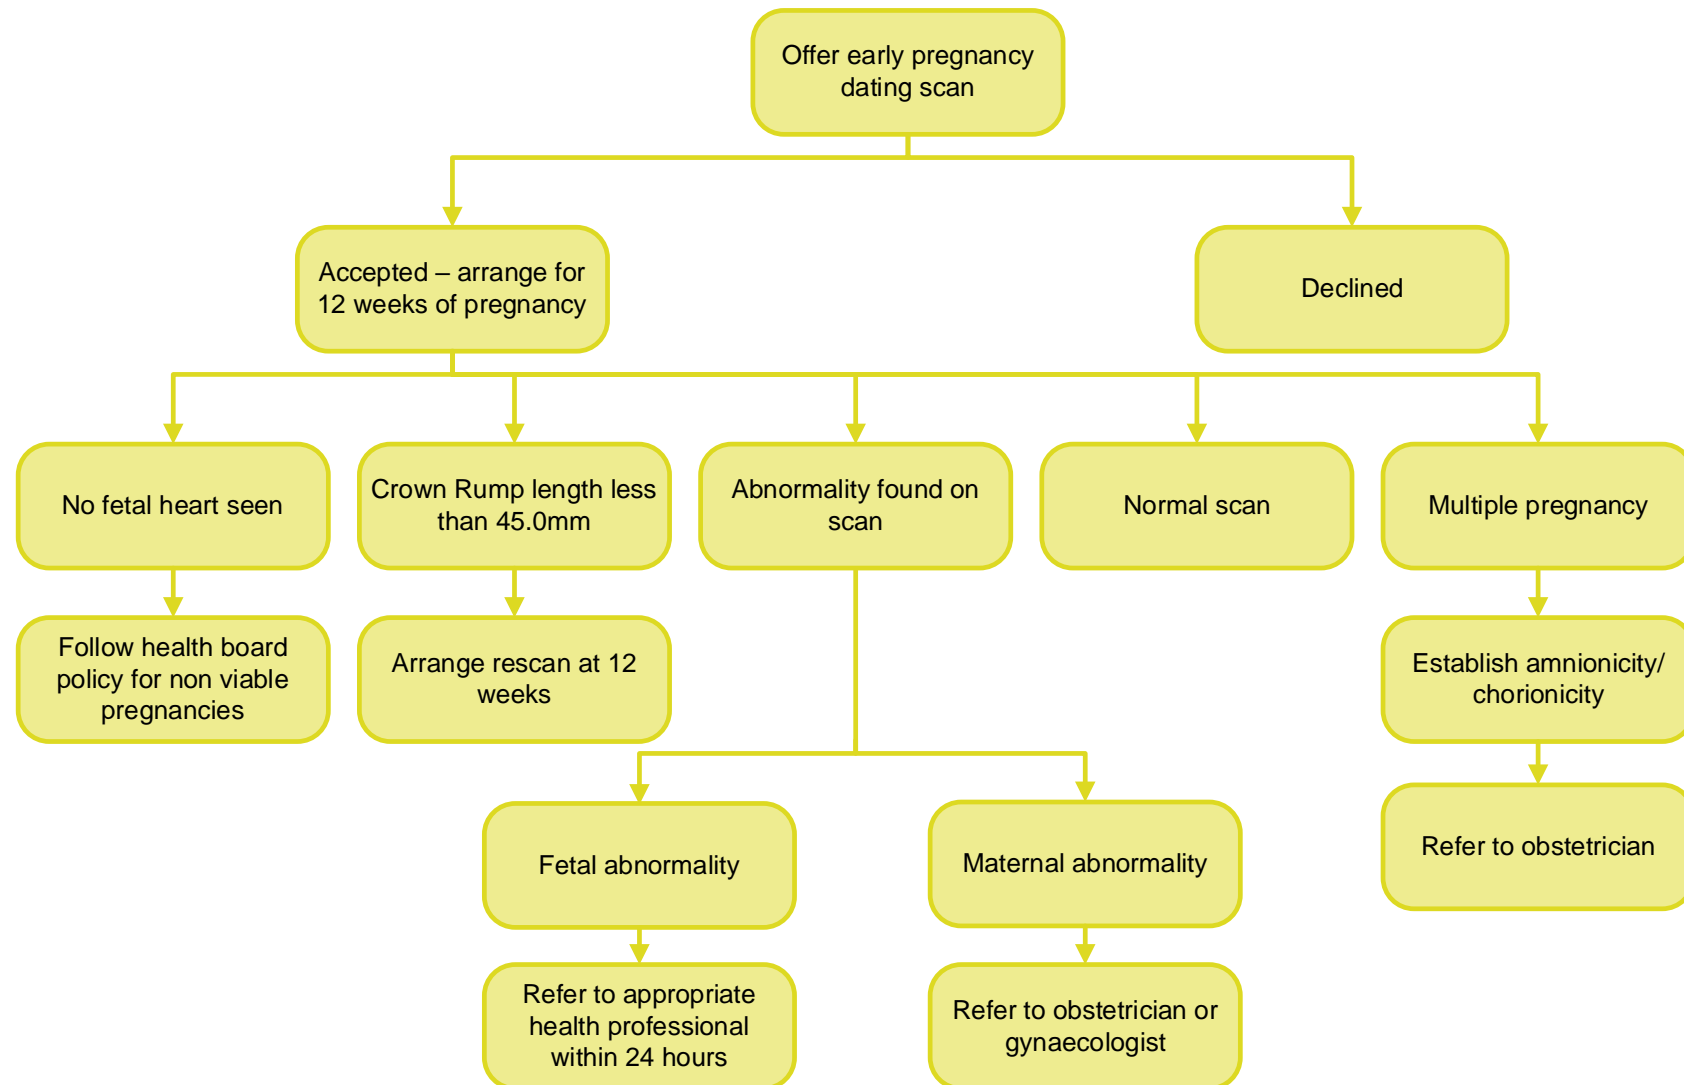 Offer early pregnancy
dating scan
Accepted – arrange for
12 weeks of pregnancy
Declined
No fetal heart seen
Crown Rump length less
than 45.0mm
Abnormality found on
scan
Normal scan
Multiple pregnancy
Follow health board
policy for non viable
pregnancies
Arrange rescan at 12
weeks
Establish amnionicity/
chorionicity
Fetal abnormality
Maternal abnormality
Refer to obstetrician
Refer to appropriate
health professional
within 24 hours
Refer to obstetrician or
gynaecologist